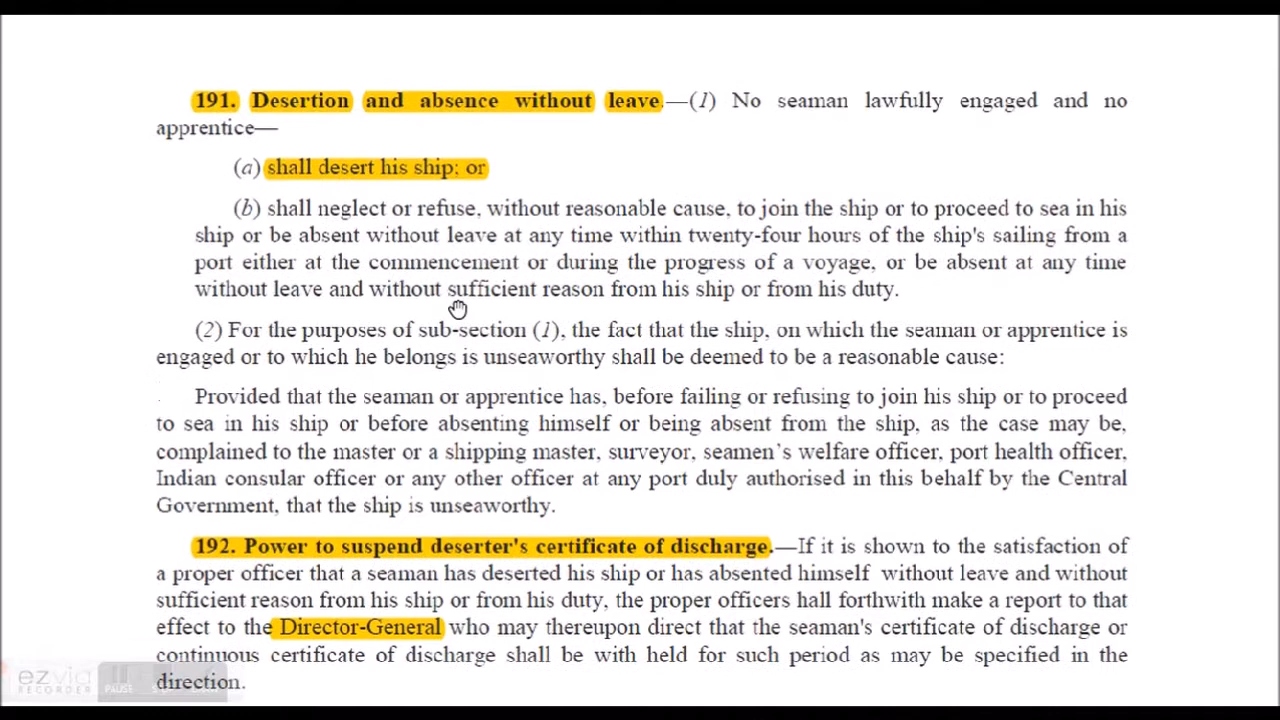 191. Desertion and absence without leave.—(1) No seaman lawfully engaged and no
apprentice—
(a) shall desert his ship; or
(b) shall neglect or refuse, without reasonable cause, to join the ship or to proceed to sea in his
ship or be absent without leave at any time within twenty-four hours of the ship's sailing from a
port either at the commencement or during the progress of a voyage, or be absent at any time
without leave and without sufficient reason from his ship or from his duty.
(2) For the purposes of sub-section (1), the fact that the ship, on which the seaman or apprentice is
engaged or to which he belongs is unseaworthy shall be deemed to be a reasonable cause:
Provided that the seaman or apprentice has, before failing or refusing to join his ship or to proceed
to sea in his ship or before absenting himself or being absent from the ship, as the case may be,
complained to the master or a shipping master, surveyor, seamen's welfare officer, port health officer,
Indian consular officer or any other officer at any port duly authorised in this behalf by the Central
Government, that the ship is unseaworthy.
192. Power to suspend deserter's certificate of discharge.—If it is shown to the satisfaction of
a proper officer that a seaman has deserted his ship or has absented himself without leave and without
sufficient reason from his ship or from his duty, the proper officers hall forthwith make a report to that
effect to the Director-General who may thereupon direct that the seaman's certificate of discharge or
continuous certificate of discharge shall be with held for such period as may be specified in the
direction.
ezvid
RECORDER
PAUSE